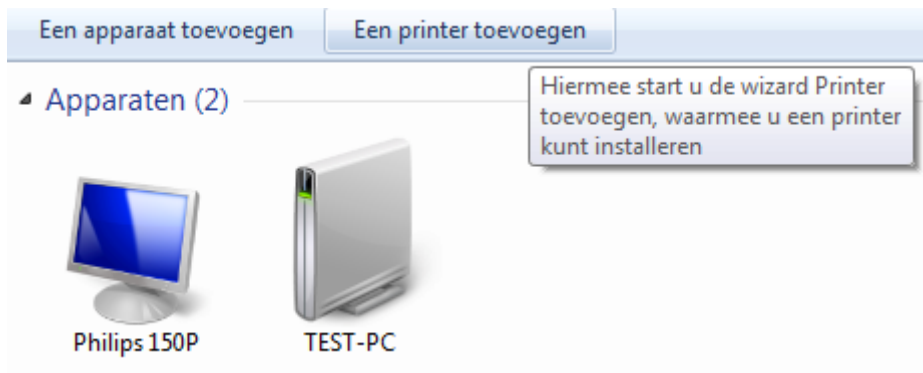 Een apparaat toevoegen Een printer toevoegen
Hiermee start u de wizard Printer
toevoegen, waarmee u een printer
kunt installeren
Apparaten (2)
Philips 150P TEST-PC